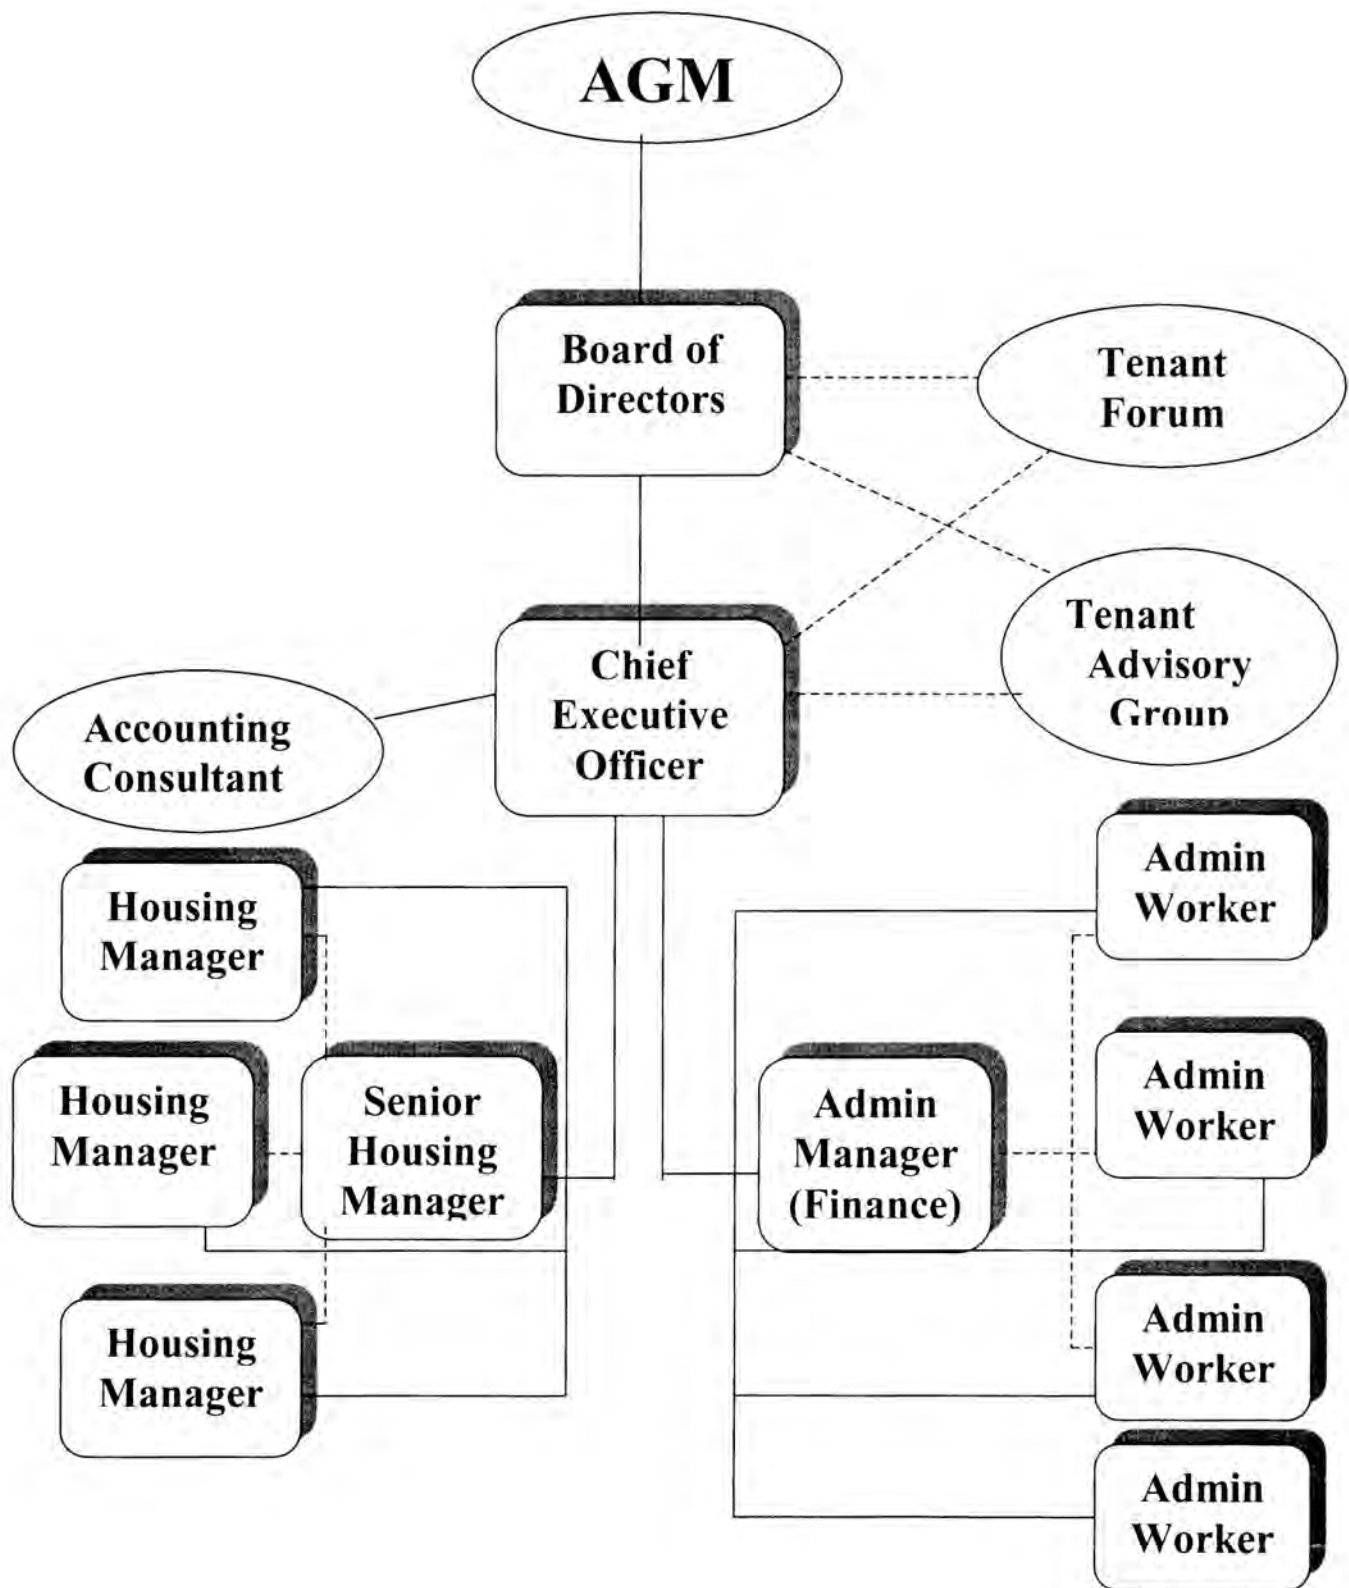 AGM
Board of
Directors
Tenant
Forum
Chief
Executive
Officer
Tenant
Advisory
Group
Accounting
Consultant
Housing
Manager
Admin
Worker
Housing
Manager
Senior
Housing
Manager
Admin
Manager
(Finance)
Admin
Worker
Housing
Manager
Admin
Worker
Admin
Worker